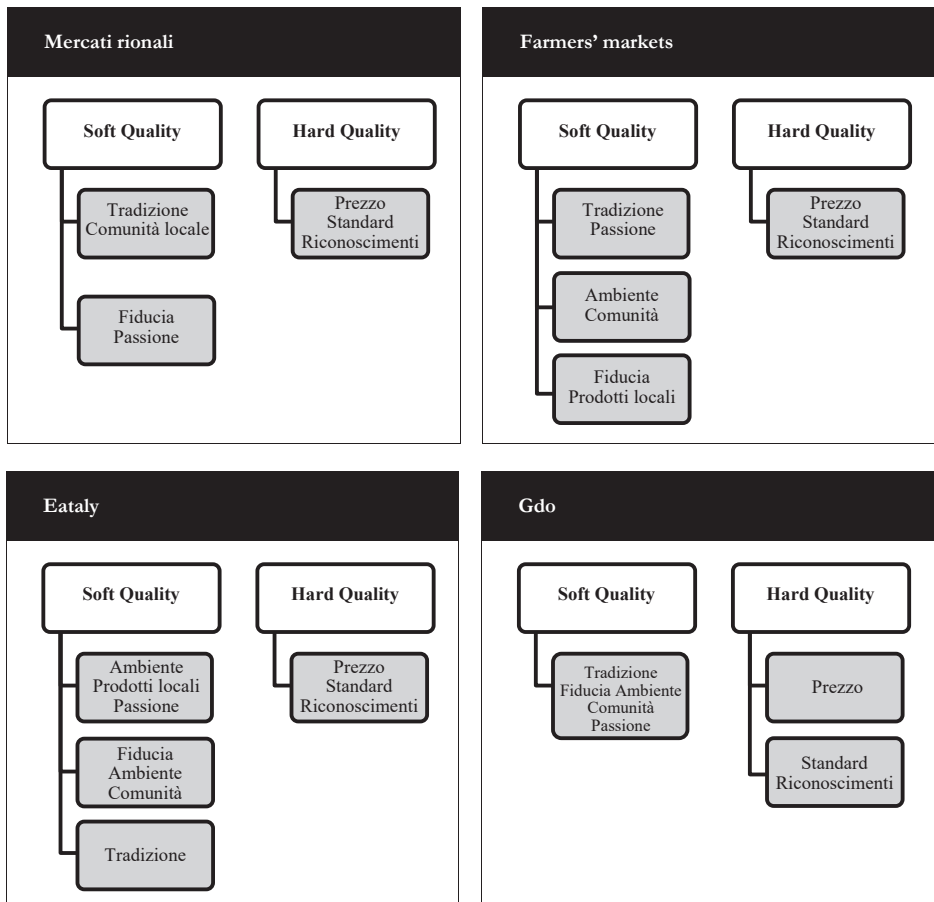 Mercati rionali
Soft Quality
Hard Quality
Tradizione
Comunità locale
Fiducia
Passione
Prezzo
Standard
Riconoscimenti
Farmers’ markets
Soft Quality
Hard Quality
Tradizione
Passione
Ambiente
Comunità
Fiducia
Prodotti locali
Prezzo
Standard
Riconoscimenti
Eataly
Soft Quality
Hard Quality
Ambiente
Prodotti locali
Passione
Fiducia
Ambiente
Comunità
Tradizione
Prezzo
Standard
Riconoscimenti
Gdo
Soft Quality
Hard Quality
Tradizione
Fiducia Ambiente
Comunità
Passione
Prezzo
Standard
Riconoscimenti